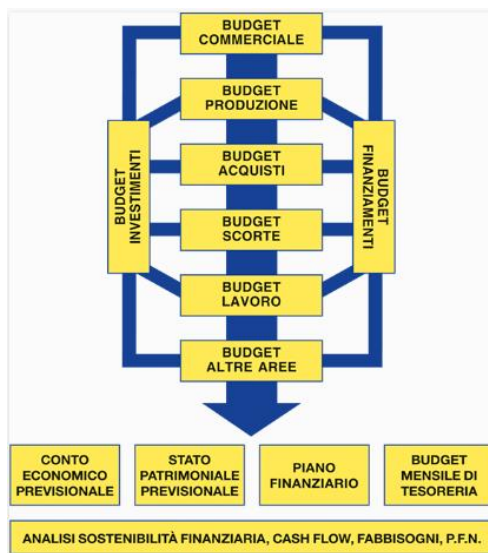 BUDGET
COMMERCIALE
BUDGET
PRODUZIONE
BUDGET
INVESTIMENTI
BUDGET
ACQUISTI
BUDGET
FINANZIAMENTI
BUDGET
SCORTE
BUDGET
LAVORO
BUDGET
ALTRE AREE
CONTO
ECONOMICO
PREVISIONALE
STATO
PATRIMONIALE
PREVISIONALE
PIANO
FINANZIARIO
BUDGET
MENSILE DI
TESORERIA
ANALISI SOSTENIBILITÀ FINANZIARIA, CASH FLOW, FABBISOGNI, P.F.N.